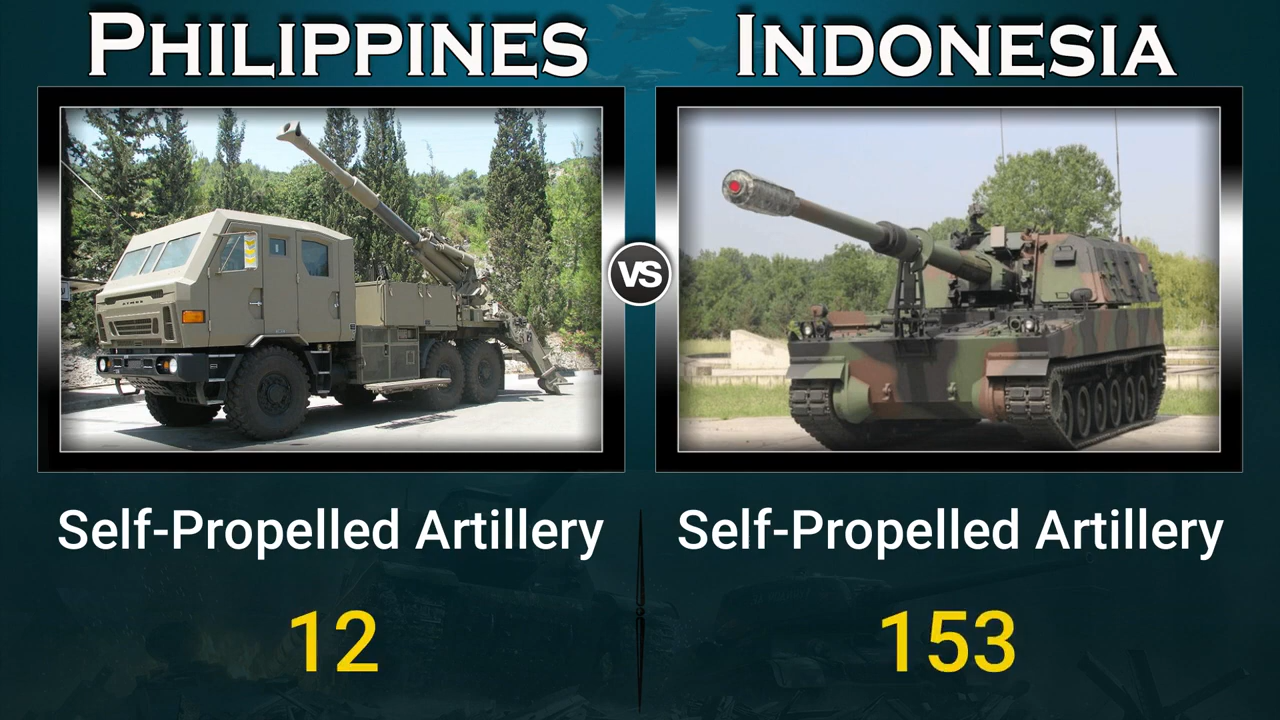 PHILIPPINES
INDONESIA
VS
Self-Propelled Artillery
Self-Propelled Artillery
12
153